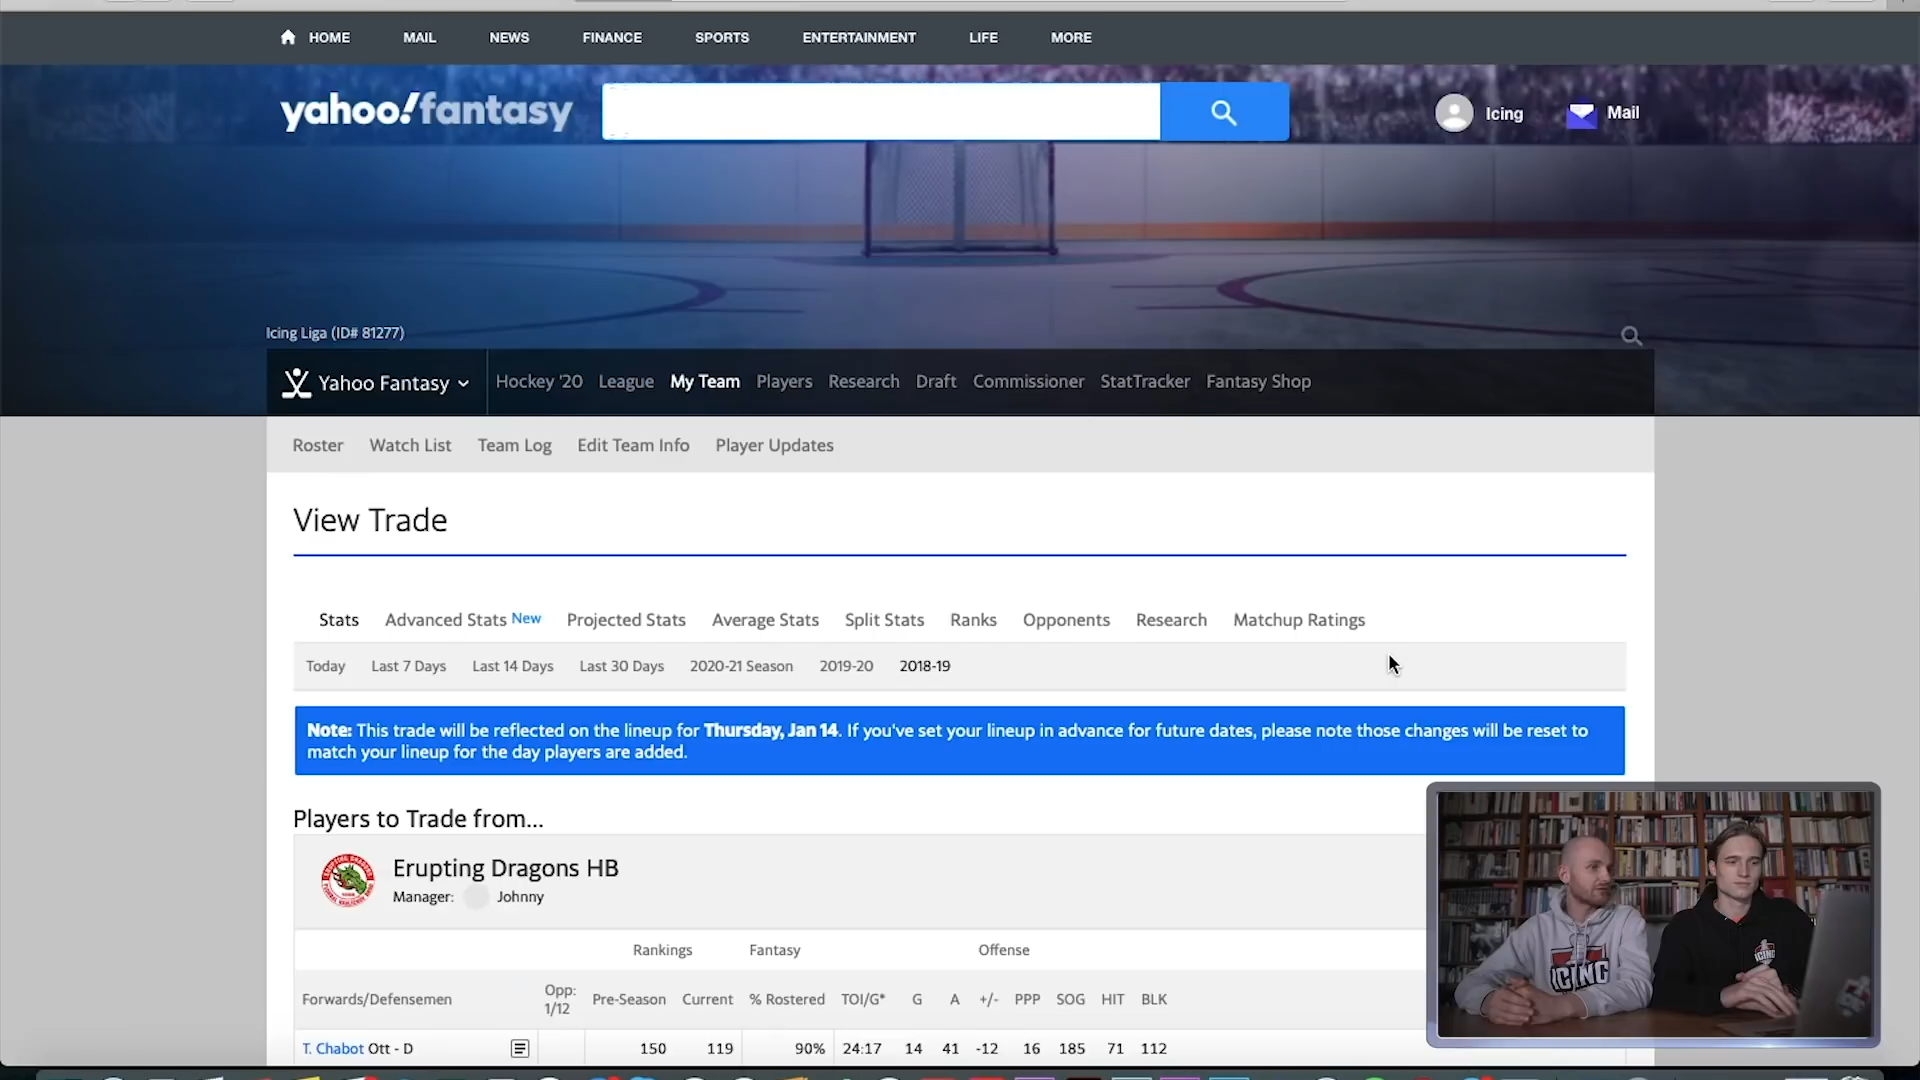 HOME MAIL NEWS FINANCE SPORTS ENTERTAINMENT LIFE MORE
yahoo!fantasy
Icing Mail
Icing Liga (ID# 81277)
Yahoo Fantasy Hockey '20 League My Team Players Research Draft Commissioner StatTracker Fantasy Shop
Roster Watch List Team Log Edit Team Info Player Updates
View Trade
Stats Advanced Stats New Projected Stats Average Stats Split Stats Ranks Opponents Research Matchup Ratings
Today Last 7 Days Last 14 Days Last 30 Days 2020-21 Season 2019-20 2018-19
Note: This trade will be reflected on the lineup for Thursday, Jan 14. If you've set your lineup in advance for future dates, please note those changes will be reset to
match your lineup for the day players are added.
Players to Trade from...
Erupting Dragons HB
Manager: Johnny
Rankings Fantasy Offense
Forwards/Defensemen Opp: 1/12 Pre-Season Current % Rostered TOI/G* G A +/- PPP SOG HIT BLK
T. Chabot Ott - D 150 119 90% 24:17 14 41 -12 16 185 71 112
ICING